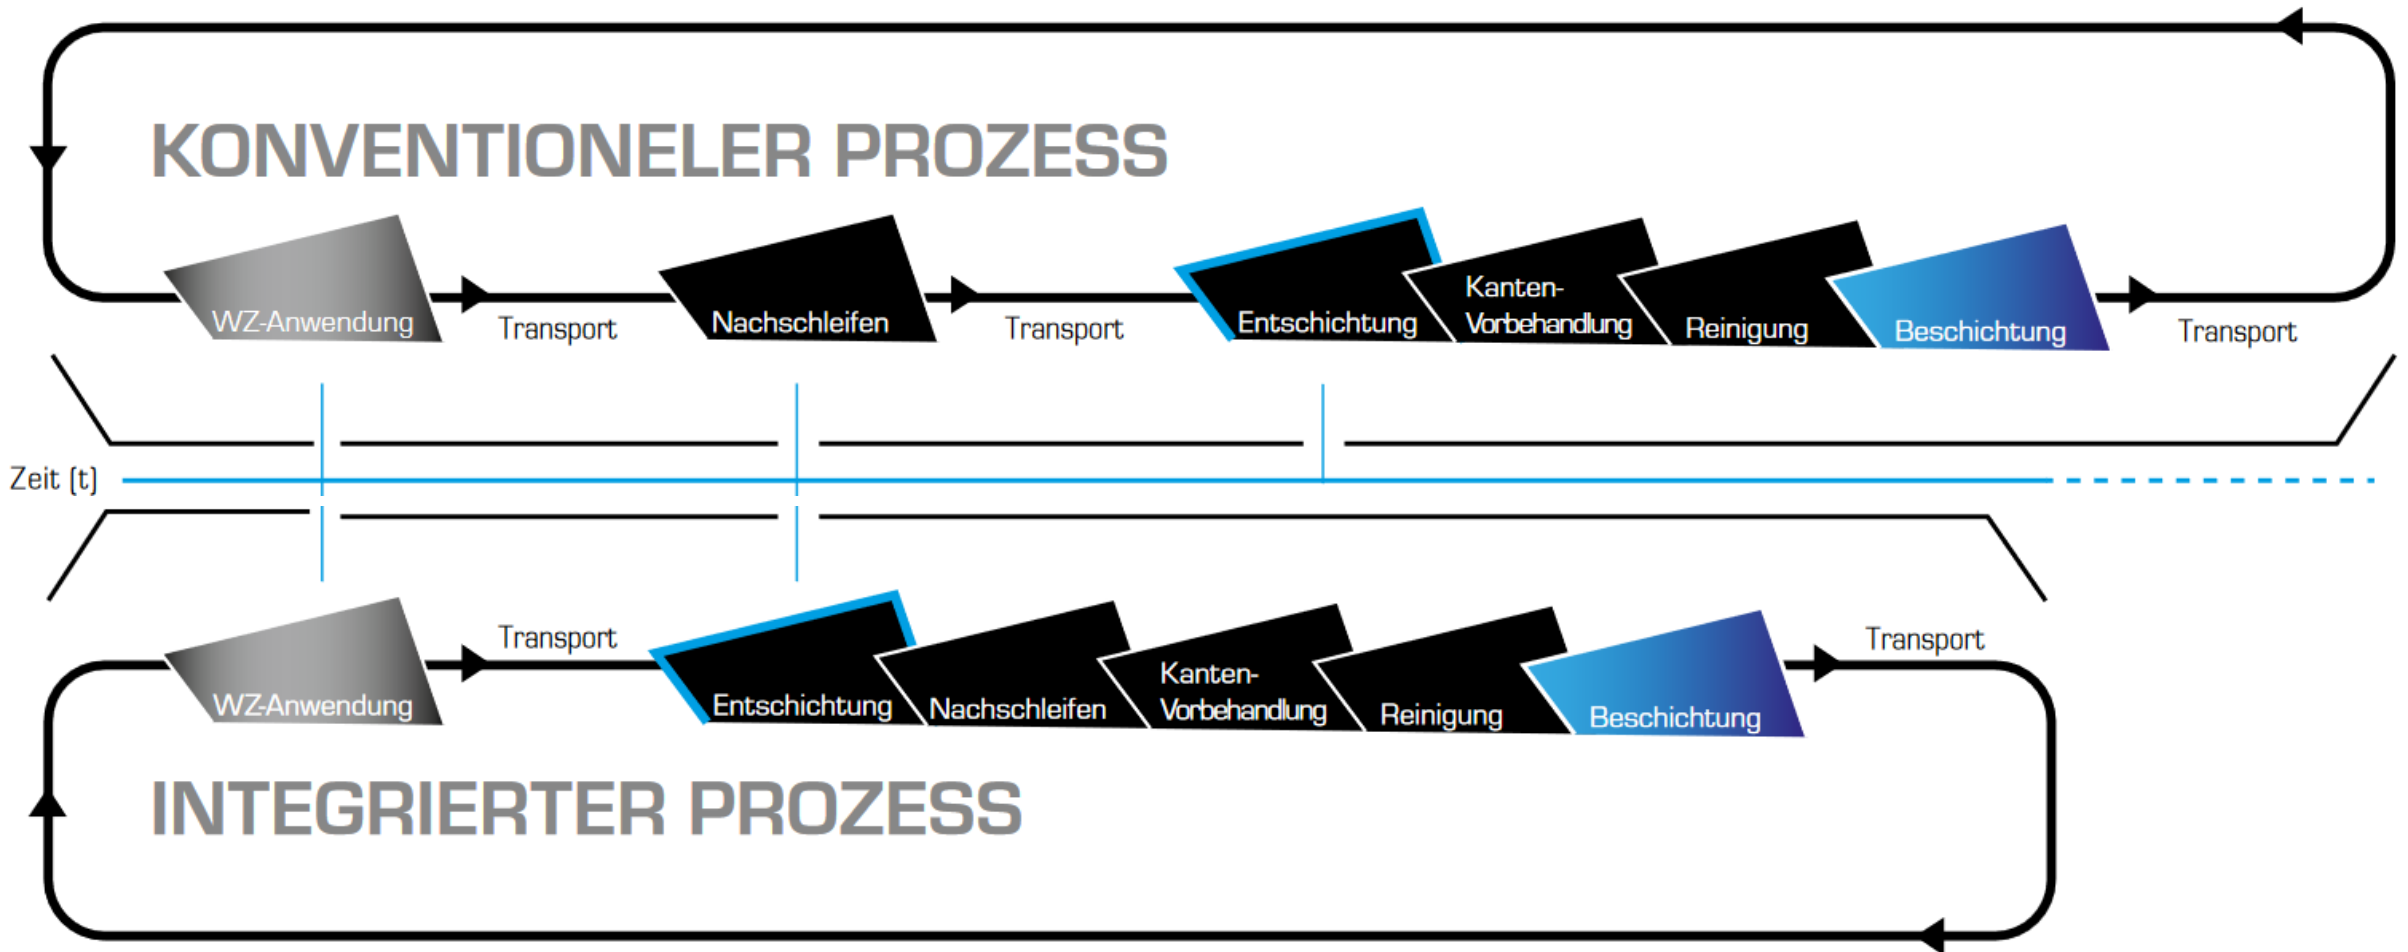 KONVENTIONELER PROZESS
WZ-Anwendung
Transport
Nachschleifen
Transport
Entschichtung
Kanten-
Vorbehandlung
Reinigung
Beschichtung
Transport
Zeit (t)
WZ-Anwendung
Transport
Entschichtung
Nachschleifen
Kanten-
Vorbehandlung
Reinigung
Beschichtung
Transport
INTEGRIERTER PROZESS